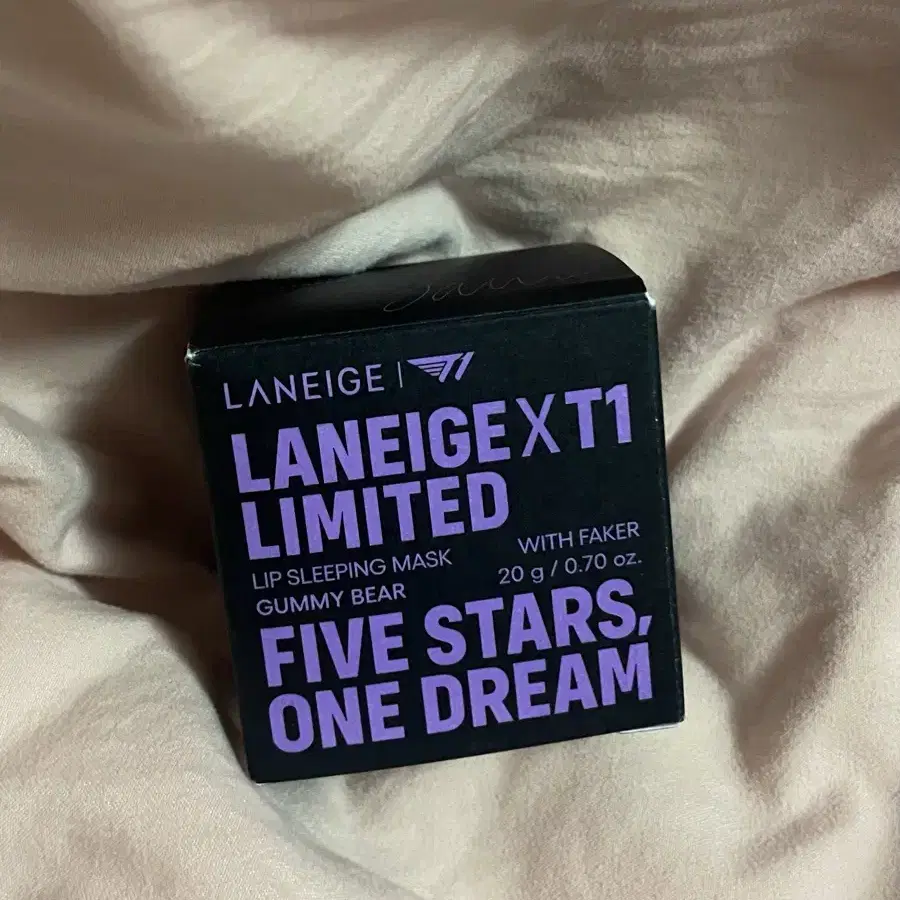 LANEIGE | T1
LANEIGE X T1
LIMITED
LIP SLEEPING MASK
GUMMY BEAR
WITH FAKER
20 g / 0.70 oz.
FIVE STARS,
ONE DREAM